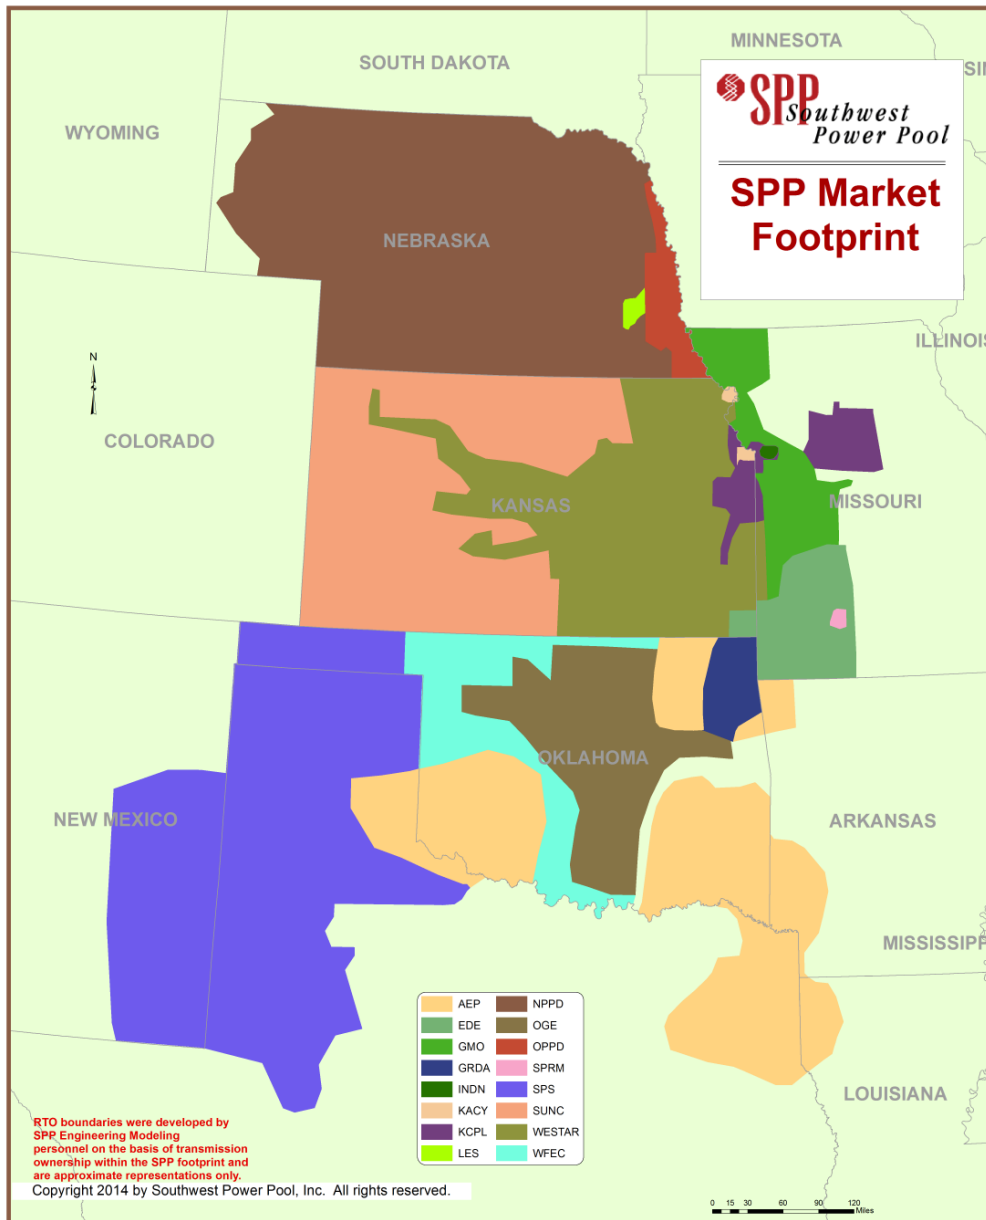 SOUTH DAKOTA
MINNESOTA
WYOMING
SPP
Southwest
Power Pool
SPP Market
Footprint
NEBRASKA
ILLINOIS
N
COLORADO
KANSAS
MISSOURI
OKLAHOMA
NEW MEXICO
ARKANSAS
MISSISSIPP
LOUISIANA
AEP NPPD
EDE OGE
GMO OPPD
GRDA SPRM
INDN SPS
KACY SUNC
KCPL WESTAR
LES WFEC
RTO boundaries were developed by
SPP Engineering Modeling
personnel on the basis of transmission
ownership within the SPP footprint and
are approximate representations only.
Copyright 2014 by Southwest Power Pool, Inc. All rights reserved.
0 15 30 60 90 120
Miles